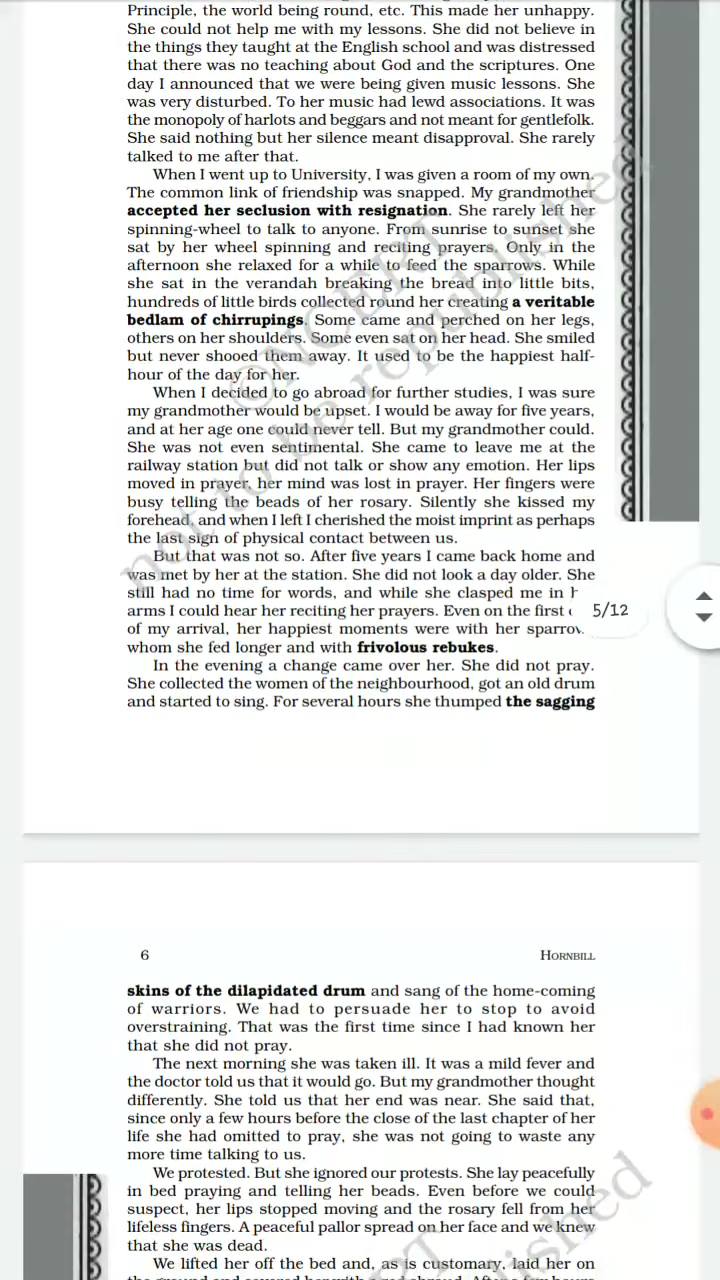 Principle, the world being round, etc. This made her unhappy.
She could not help me with my lessons. She did not believe in
the things they taught at the English school and was distressed
that there was no teaching about God and the scriptures. One
day I announced that we were being given music lessons. She
was very disturbed. To her music had lewd associations. It was
the monopoly of harlots and beggars and not meant for gentlefolk.
She said nothing but her silence meant disapproval. She rarely
talked to me after that.
When I went up to University, I was given a room of my own.
The common link of friendship was snapped. My grandmother
accepted her seclusion with resignation. She rarely left her
spinning-wheel to talk to anyone. From sunrise to sunset she
sat by her wheel spinning and reciting prayers. Only in the
afternoon she relaxed for a while to feed the sparrows. While
she sat in the verandah breaking the bread into little bits,
hundreds of little birds collected round her creating a veritable
bedlam of chirrupings. Some came and perched on her legs,
others on her shoulders. Some even sat on her head. She smiled
but never shooed them away. It used to be the happiest half-
hour of the day for her.
When I decided to go abroad for further studies, I was sure
my grandmother would be upset. I would be away for five years,
and at her age one could never tell. But my grandmother could.
She was not even sentimental. She came to leave me at the
railway station but did not talk or show any emotion. Her lips
moved in prayer, her mind was lost in prayer. Her fingers were
busy telling the beads of her rosary. Silently she kissed my
forehead, and when I left I cherished the moist imprint as perhaps
the last sign of physical contact between us.
But that was not so. After five years I came back home and
was met by her at the station. She did not look a day older. She
still had no time for words, and while she clasped me in
arms I could hear her reciting her prayers. Even on the first
5/12
of my arrival, her happiest moments were with her sparrow
whom she fed longer and with frivolous rebukes.
In the evening a change came over her. She did not pray.
She collected the women of the neighbourhood, got an old drum
and started to sing. For several hours she thumped the sagging
©NCERT
not to be republished
6 HORNBILL
skins of the dilapidated drum and sang of the home-coming
of warriors. We had to persuade her to stop to avoid
overstraining. That was the first time since I had known her
that she did not pray.
The next morning she was taken ill. It was a mild fever and
the doctor told us that it would go. But my grandmother thought
differently. She told us that her end was near. She said that,
since only a few hours before the close of the last chapter of her
life she had omitted to pray, she was not going to waste any
more time talking to us.
We protested. But she ignored our protests. She lay peacefully
in bed praying and telling her beads. Even before we could
suspect, her lips stopped moving and the rosary fell from her
lifeless fingers. A peaceful pallor spread on her face and we knew
that she was dead.
We lifted her off the bed and, as is customary, laid her on